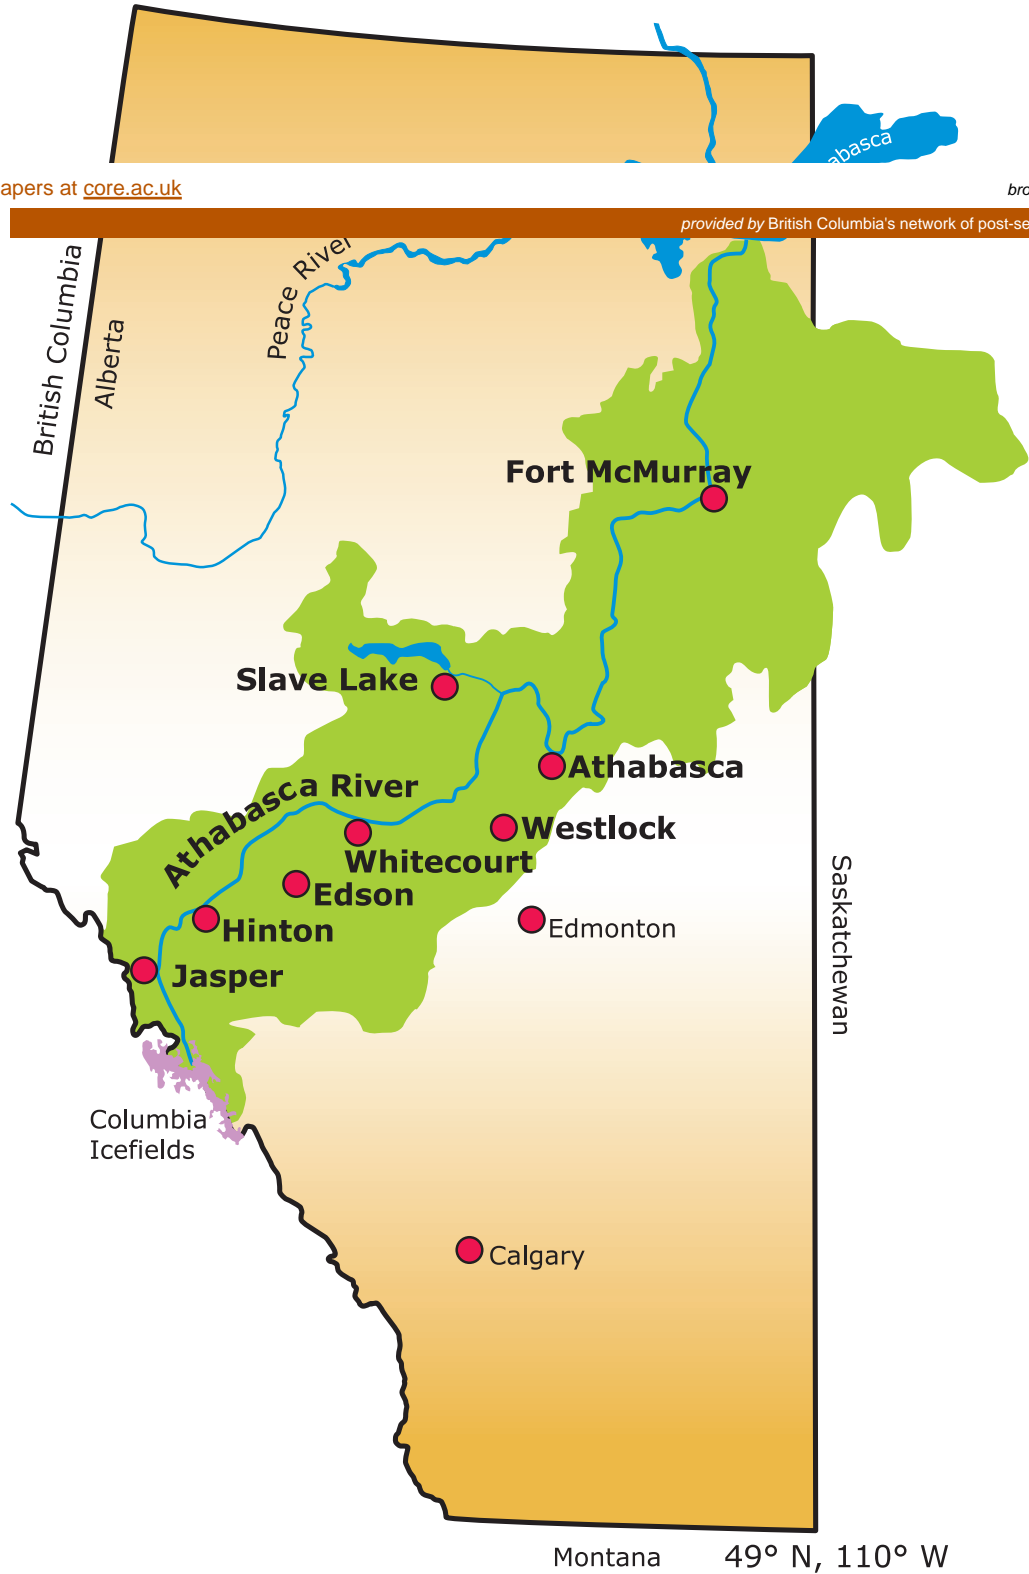 abasca
apers at core.ac.uk
bro
provided by British Columbia's network of post-se
British Columbia
Alberta
Peace River
Fort McMurray
Slave Lake
Athabasca River
Athabasca
Westlock
Whitecourt
Edson
Hinton
Edmonton
Jasper
Saskatchewan
Columbia
Icefields
Calgary
Montana
49° N, 110° W